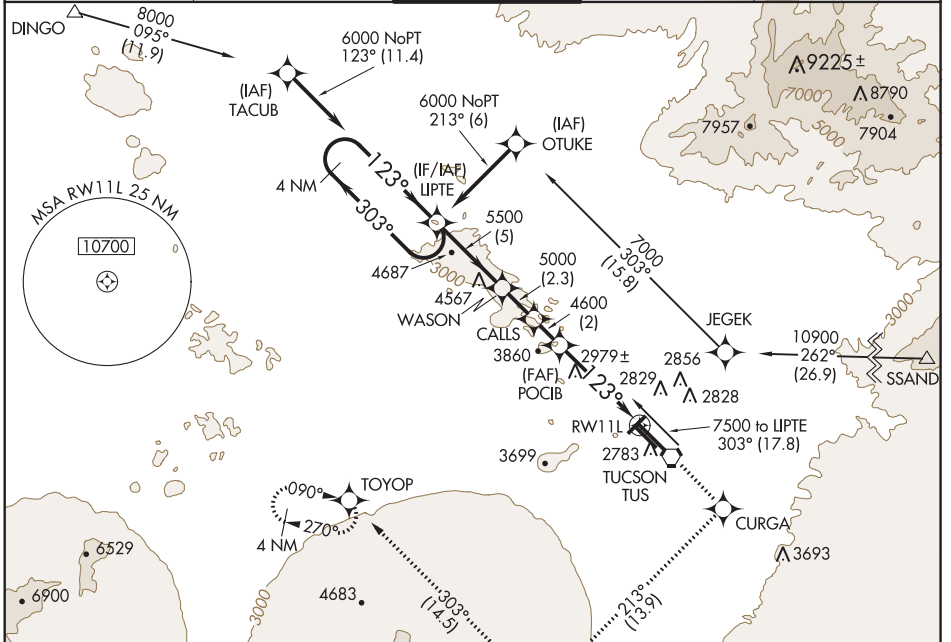 DINGO
8000
095°
(11.9)
6000 NoPT
123° (11.4)
(IAF)
TACUB
6000 NoPT
213° (6)
(IAF)
OTUKE
9225±
8790
7000
7957
7904
5000
4 NM
123°
303°
(IF/IAF)
LIPTE
MSA RW11L 25 NM
10700
5500
(5)
4687
3000
4567
WASON
5000
(2.3)
CALLS
4600
(2)
3860
(FAF)
POCIB
2979±
123°
7000
303°
(15.8)
JEGEK
3000
10900
262°
(26.9)
SSAND
2856
2829
2828
RW11L
7500 to LIPTE
303° (17.8)
2783
TUCSON
TUS
3699
090°
270°
4 NM
TOYOP
CURGA
3693
6529
6900
3000
4683
303°
(14.5)
213°
(13.9)